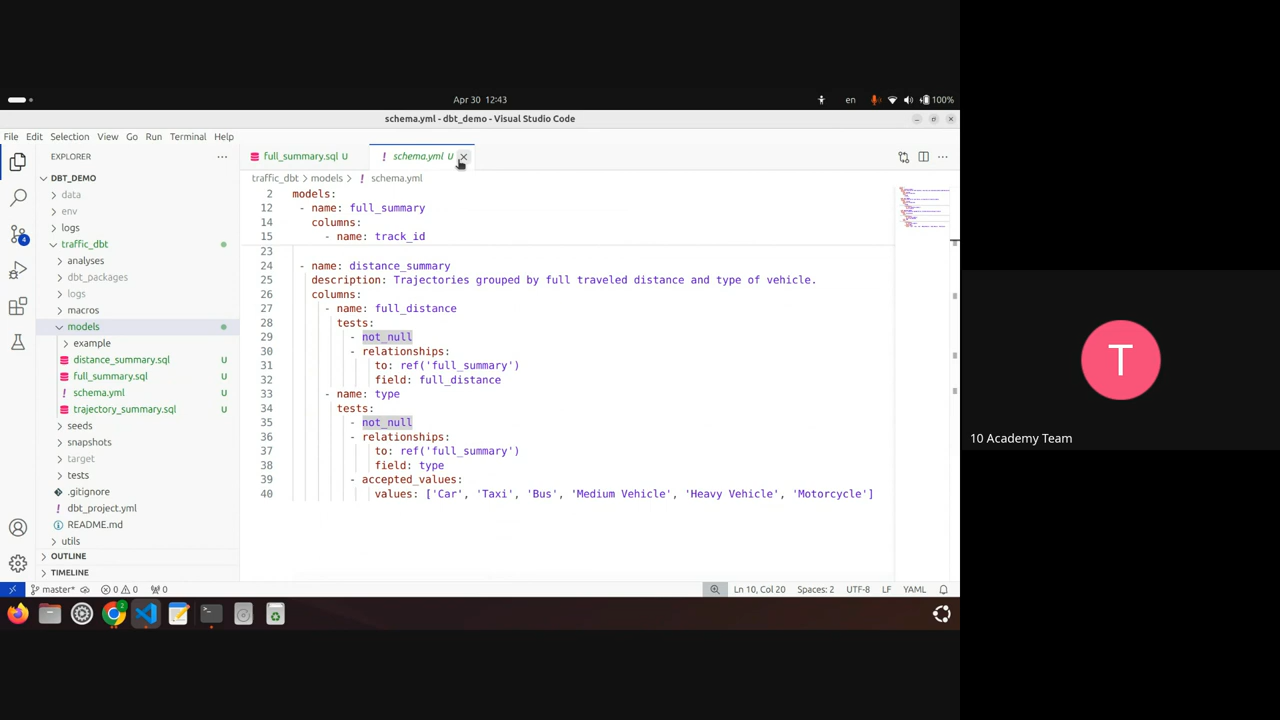 Apr 30 12:43
en
100%
schema.yml - dbt_demo - Visual Studio Code
File Edit Selection View Go Run Terminal Help
EXPLORER
DBT_DEMO
data
env
logs
traffic_dbt
analyses
dbt_packages
logs
macros
models
example
distance_summary.sql U
full_summary.sql U
schema.yml U
trajectory_summary.sql U
seeds
snapshots
target
tests
.gitignore
dbt_project.yml
README.md
utils
OUTLINE
TIMELINE
4
full_summary.sql U
schema.yml U
traffic_dbt > models > schema.yml
2 models:
12 - name: full_summary
14 columns:
15 - name: track_id
23
24 - name: distance_summary
25 description: Trajectories grouped by full traveled distance and type of vehicle.
26 columns:
27 - name: full_distance
28 tests:
29 - not_null
30 - relationships:
31 to: ref('full_summary')
32 field: full_distance
33 - name: type
34 tests:
35 - not_null
36 - relationships:
37 to: ref('full_summary')
38 field: type
39 - accepted_values:
40 values: ['Car', 'Taxi', 'Bus', 'Medium Vehicle', 'Heavy Vehicle', 'Motorcycle']
master* 0 0 0
Ln 10, Col 20 Spaces: 2 UTF-8 LF YAML
2
T
10 Academy Team